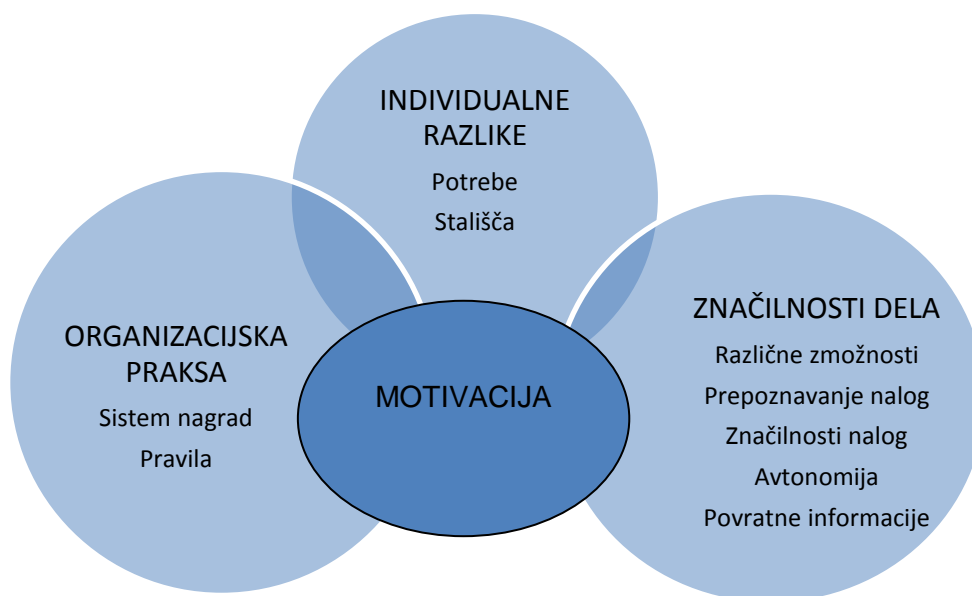 INDIVIDUALNE
RAZLIKE
Potrebe
Stališča
ORGANIZACIJSKA
PRAKSA
Sistem nagrad
Pravila
MOTIVACIJA
ZNAČILNOSTI DELA
Različne zmožnosti
Prepoznavanje nalog
Značilnosti nalog
Avtonomija
Povratne informacije